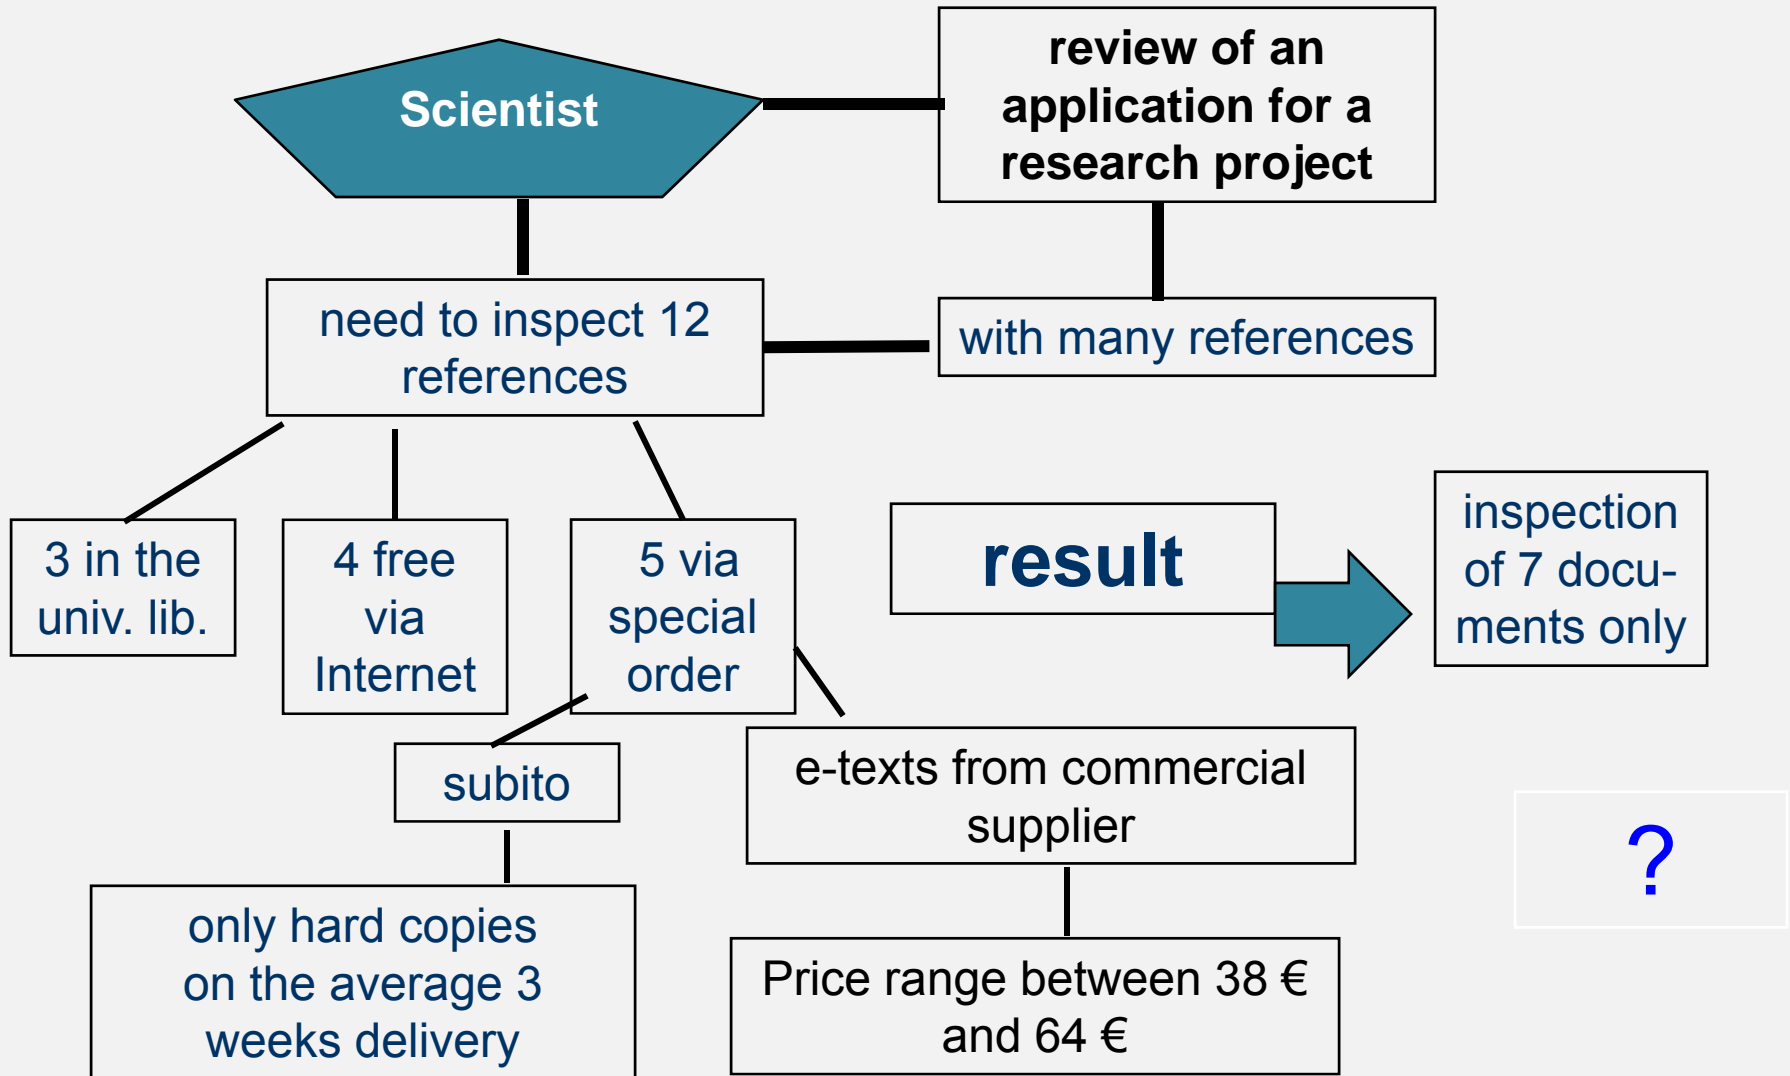 Scientist
review of an
application for a
research project
need to inspect 12
references
with many references
3 in the
univ. lib.
4 free
via
Internet
5 via
special
order
result
inspection
of 7 docu-
ments only
subito
e-texts from commercial
supplier
?
only hard copies
on the average 3
weeks delivery
Price range between 38 €
and 64 €